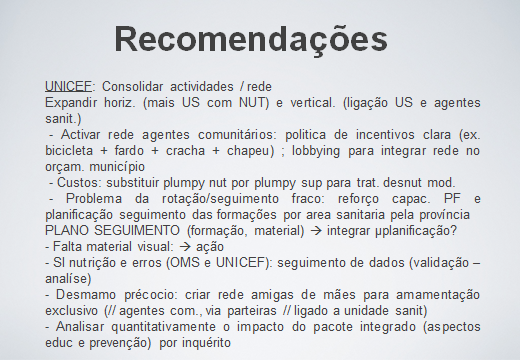 Recomendações
UNICEF: Consolidar actividades / rede
Expandir horiz. (mais US com NUT) e vertical. (ligação US e agentes
sanit.)
- Activar rede agentes comunitários: politica de incentivos clara (ex.
bicicleta + fardo + cracha + chapeu) ; lobbying para integrar rede no
orçam. município
- Custos: substituir plumpy nut por plumpy sup para trat. desnut mod.
- Problema da rotação/seguimento fraco: reforço capac. PF e
planificação seguimento das formações por area sanitaria pela província
PLANO SEGUIMENTO (formação, material) → integrar µplanificação?
- Falta material visual: → ação
- SI nutrição e erros (OMS e UNICEF): seguimento de dados (validação –
analíse)
- Desmamo précocio: criar rede amigas de mães para amamentação
exclusivo (// agentes com., via parteiras // ligado a unidade sanit)
- Analisar quantitativamente o impacto do pacote integrado (aspectos
educ e prevenção) por inquérito